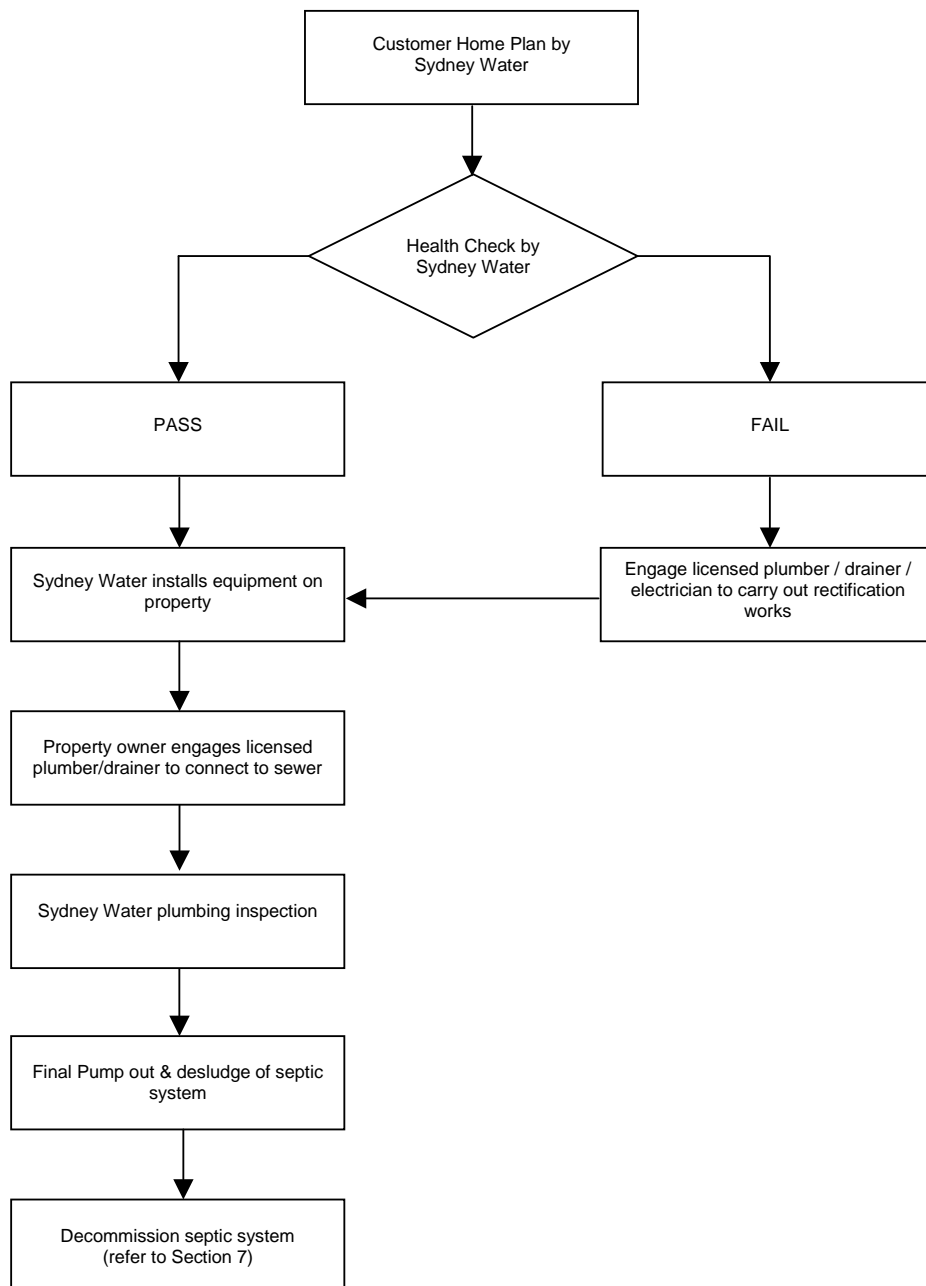 Customer Home Plan by
Sydney Water
Health Check by
Sydney Water
PASS
FAIL
Sydney Water installs equipment on
property
Engage licensed plumber / drainer /
electrician to carry out rectification
works
Property owner engages licensed
plumber/drainer to connect to sewer
Sydney Water plumbing inspection
Final Pump out & desludge of septic
system
Decommission septic system
(refer to Section 7)